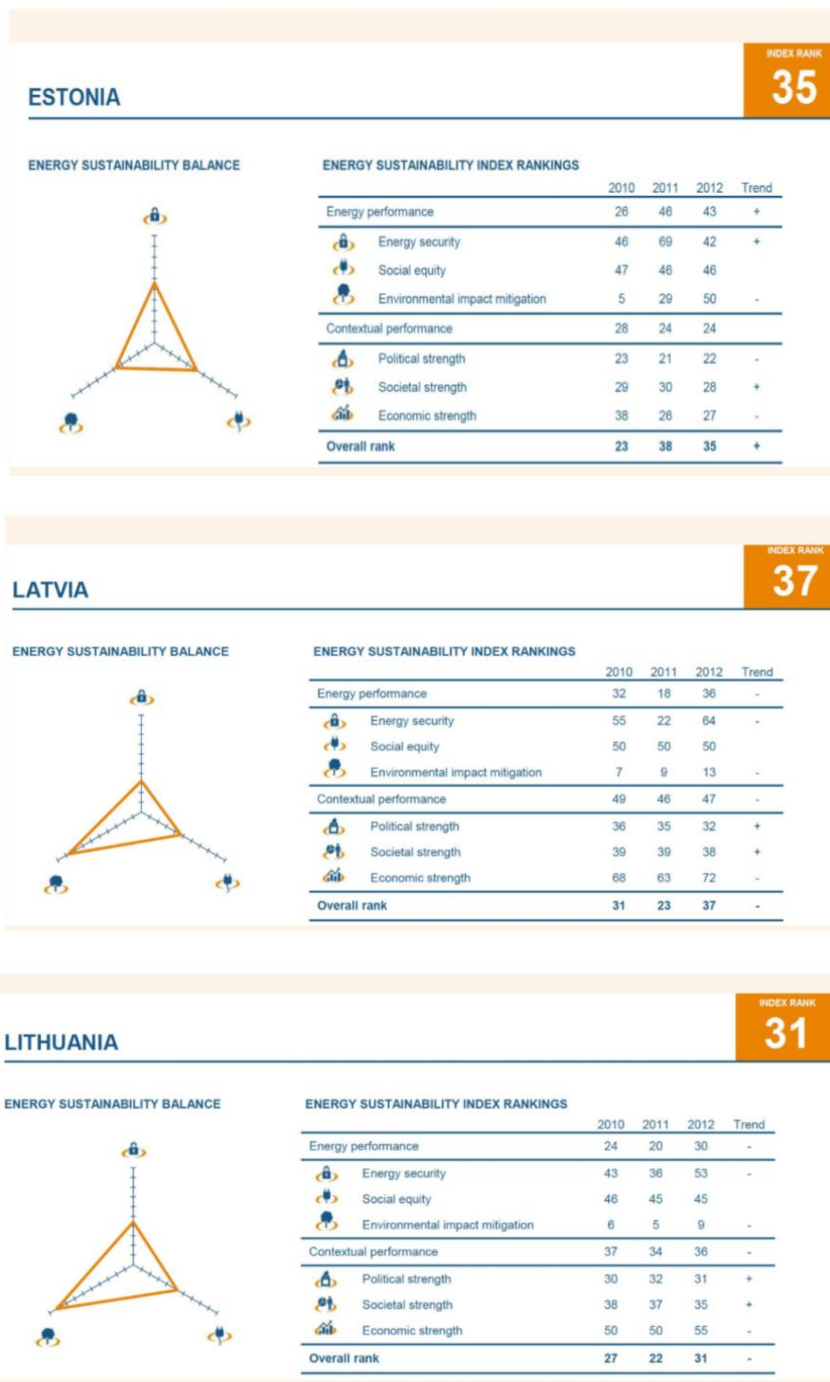 INDEX RANK
35
ESTONIA
ENERGY SUSTAINABILITY BALANCE
ENERGY SUSTAINABILITY INDEX RANKINGS
2010 2011 2012 Trend
Energy performance 26 46 43 +
Energy security 46 69 42 +
Social equity 47 46 46
Environmental impact mitigation 5 29 50 -
Contextual performance 28 24 24
Political strength 23 21 22 -
Societal strength 29 30 28 +
Economic strength 38 26 27 -
Overall rank 23 38 35 +
INDEX RANK
37
LATVIA
ENERGY SUSTAINABILITY BALANCE
ENERGY SUSTAINABILITY INDEX RANKINGS
2010 2011 2012 Trend
Energy performance 32 18 36 -
Energy security 55 22 64 -
Social equity 50 50 50
Environmental impact mitigation 7 9 13 -
Contextual performance 49 46 47 -
Political strength 36 35 32 +
Societal strength 39 39 38 +
Economic strength 68 63 72 -
Overall rank 31 23 37 -
INDEX RANK
31
LITHUANIA
ENERGY SUSTAINABILITY BALANCE
ENERGY SUSTAINABILITY INDEX RANKINGS
2010 2011 2012 Trend
Energy performance 24 20 30 -
Energy security 43 36 53 -
Social equity 46 45 45
Environmental impact mitigation 6 5 9 -
Contextual performance 37 34 36 -
Political strength 30 32 31 +
Societal strength 38 37 35 +
Economic strength 50 50 55 -
Overall rank 27 22 31 -